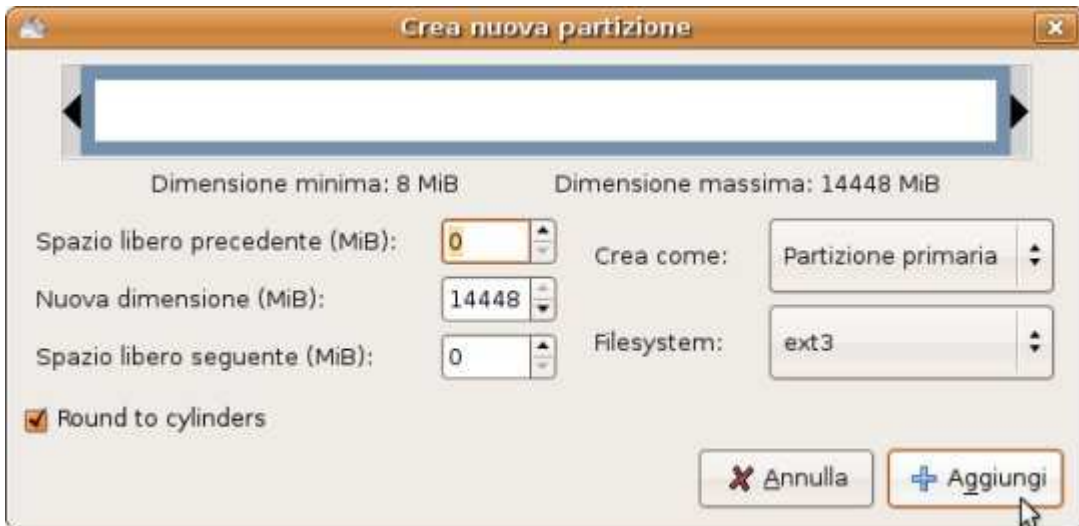 Crea nuova partizione
Dimensione minima: 8 MiB Dimensione massima: 14448 MiB
Spazio libero precedente (MiB): 0
Nuova dimensione (MiB): 14448
Spazio libero seguente (MiB): 0
Crea come: Partizione primaria
Filesystem: ext3
Round to cylinders
Annulla Aggiungi